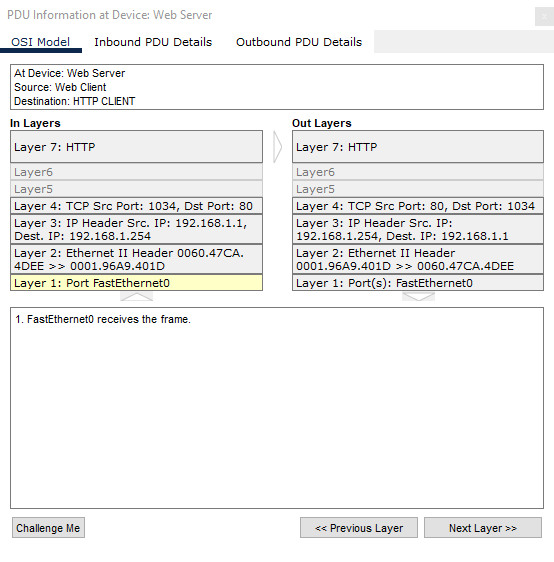 PDU Information at Device: Web Server
x
OSI Model Inbound PDU Details Outbound PDU Details
At Device: Web Server
Source: Web Client
Destination: HTTP CLIENT
In Layers
Layer 7: HTTP
Layer6
Layer5
Layer 4: TCP Src Port: 1034, Dst Port: 80
Layer 3: IP Header Src. IP: 192.168.1.1,
Dest. IP: 192.168.1.254
Layer 2: Ethernet II Header 0060.47CA.
4DEE >> 0001.96A9.401D
Layer 1: Port FastEthernet0
Out Layers
Layer 7: HTTP
Layer6
Layer5
Layer 4: TCP Src Port: 80, Dst Port: 1034
Layer 3: IP Header Src. IP:
192.168.1.254, Dest. IP: 192.168.1.1
Layer 2: Ethernet II Header
0001.96A9.401D >> 0060.47CA.4DEE
Layer 1: Port(s): FastEthernet0
1. FastEthernet0 receives the frame.
Challenge Me
<< Previous Layer
Next Layer >>